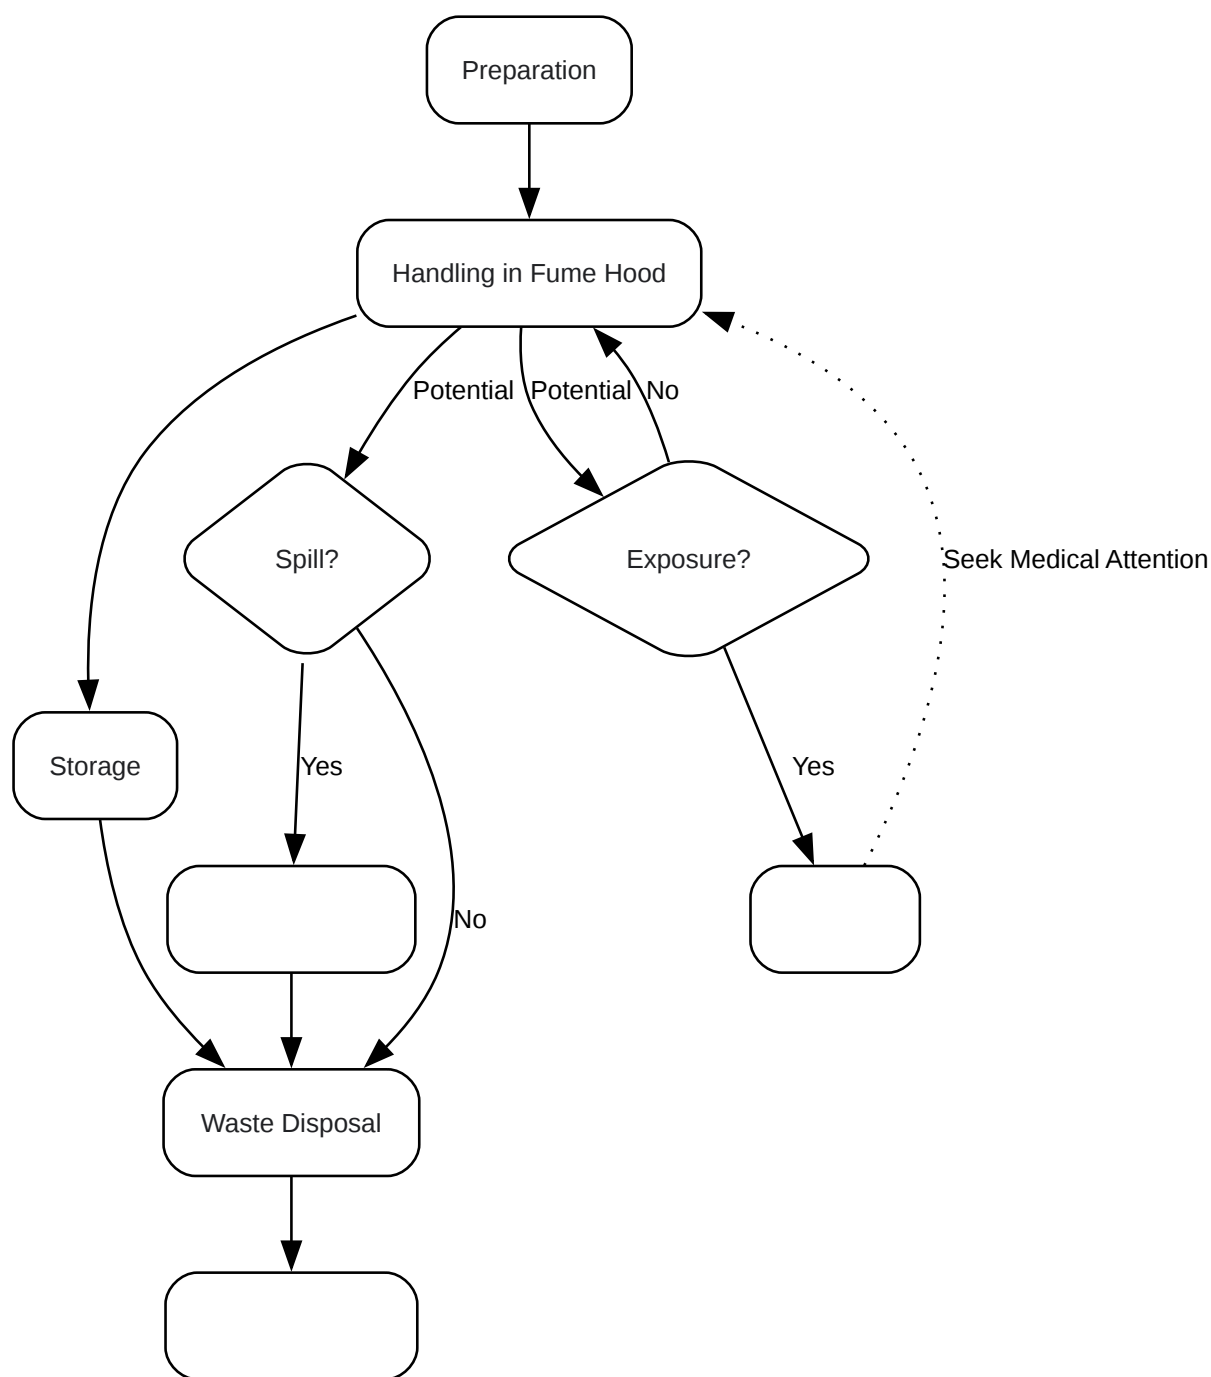 Preparation
Handling in Fume Hood
Potential
Potential
No
Spill?
Exposure?
Seek Medical Attention
Storage
Yes
Yes
No
Waste Disposal